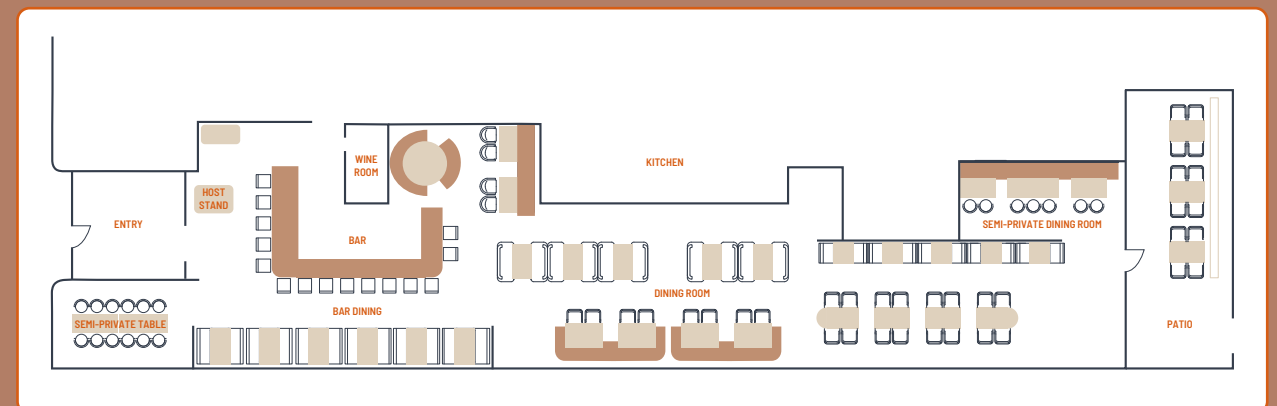 WINE
ROOM
KITCHEN
HOST
STAND
ENTRY
SEMI-PRIVATE DINING ROOM
BAR
DINING ROOM
BAR DINING
SEMI-PRIVATE TABLE
PATIO